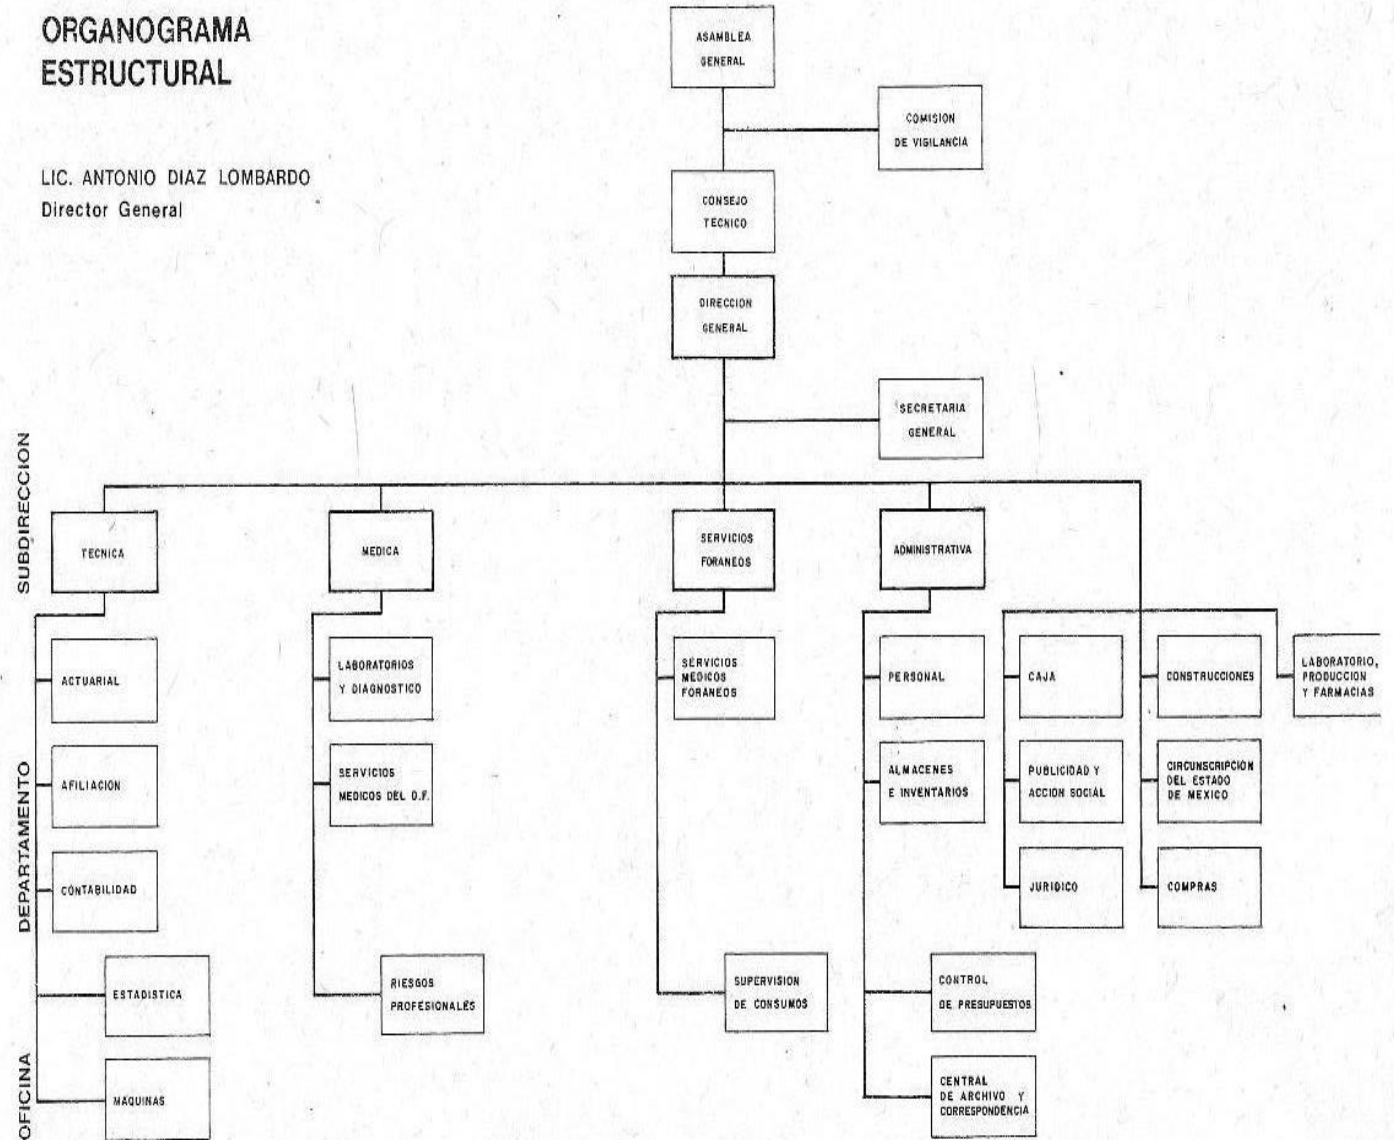 ORGANOGRAMA
ESTRUCTURAL
LIC. ANTONIO DIAZ LOMBARDO
Director General
ASAMBLEA
GENERAL
COMISION
DE VIGILANCIA
CONSEJO
TECNICO
DIRECCION
GENERAL
SECRETARIA
GENERAL
SUBDIRECCION
TECNICA
MEDICA
SERVICIOS
FORANEOS
ADMINISTRATIVA
DEPARTAMENTO
ACTUARIAL
LABORATORIOS
Y DIAGNOSTICO
SERVICIOS
MEDICOS
FORANEOS
PERSONAL
CAJA
CONSTRUCCIONES
LABORATORIO,
PRODUCCION
Y FARMACIAS
AFILIACION
SERVICIOS
MEDICOS DEL D.F.
ALMACENES
E INVENTARIOS
PUBLICIDAD Y
ACCION SOCIAL
CIRCUNSCRIPCION
DEL ESTADO
DE MEXICO
CONTABILIDAD
JURIDICO
COMPRAS
OFICINA
ESTADISTICA
RIESGOS
PROFESIONALES
SUPERVISION
DE CONSUMOS
CONTROL
DE PRESUPUESTOS
MAQUINAS
CENTRAL
DE ARCHIVO Y
CORRESPONDENCIA